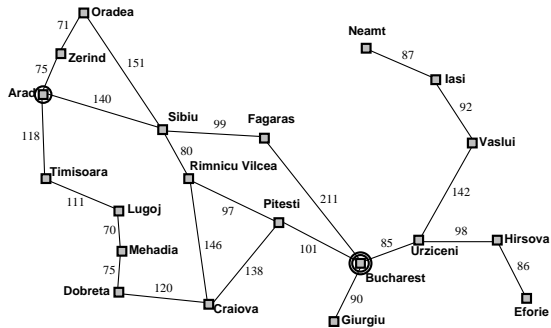 Oradea
71
Neamt
Zerind
87
151
Iasi
75
Arad
140
92
Sibiu
Fagaras
99
118
Vaslui
80
Rimnicu Vilcea
Timisoara
142
211
111
Lugoj
97
Pitesti
70
98
Hirsova
85
146
101
Urziceni
Mehadia
138
86
75
Bucharest
Dobreta
120
90
Craiova
Eforie
Giurgiu